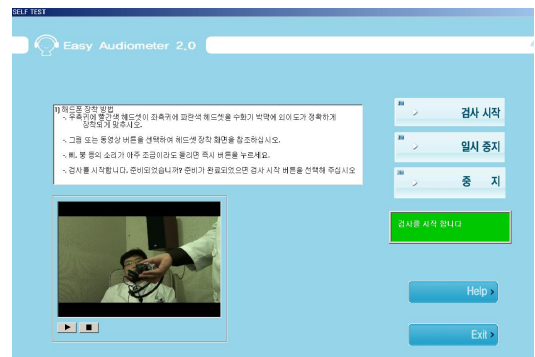 SELF TEST
Easy Audiometer 2.0
1) 헤드폰 장착 방법
-. 우측귀에 빨간색 헤드셋이 좌측귀에 파란색 헤드셋을 수화기 박막에 외이도가 정확하게
장착되게 맞추시오.
-. 그림 또는 동영상 버튼을 선택하여 헤드셋 장착 화면을 참조하십시오.
-. 삐, 붕 등의 소리가 아주 조금이라도 들리면 즉시 버튼을 누르세요.
-. 검사를 시작합니다. 준비되었습니까? 준비가 완료되었으면 검사 시작 버튼을 선택해 주십시오
검사 시작
일시 중지
중 지
검사를 시작 합니다
Help >
Exit >